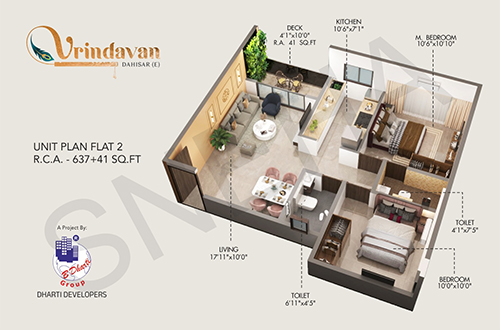 Vrindavan
DAHISAR (E)
UNIT PLAN FLAT 2
R.C.A. - 637+41 SQ.FT
A Project By:
Dharti
Group
DHARTI DEVELOPERS
DECK
4'1"x10'0"
R.A. 41 SQ.FT
KITCHEN
10'6"x7'1"
M. BEDROOM
10'6"x10'10"
LIVING
17'11"x10'0"
TOILET
6'11"x4'5"
TOILET
4'1"x7'5"
BEDROOM
10'0"x10'0"